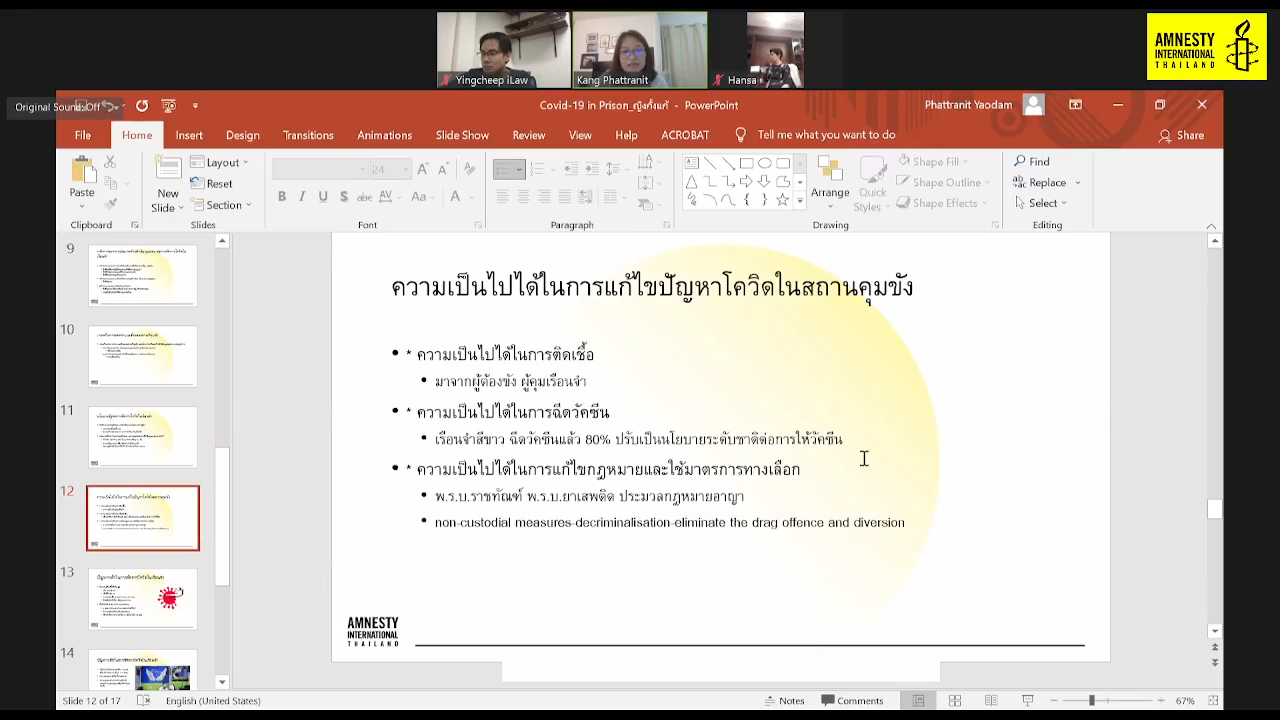 AMNESTY
INTERNATIONAL
THAILAND
Yingcheep iLaw
Kang Phattranit
Hansa
Original Sound: Off
Covid-19 in Prison_ญิงกั้งแก้ - PowerPoint
Phattranit Yaodam
File Home Insert Design Transitions Animations Slide Show Review View Help ACROBAT Tell me what you want to do Share
Paste
New
Slide
Layout
Reset
Section
24
B I U S abc AV Aa A
Arrange
Quick
Styles
Shape Fill
Shape Outline
Shape Effects
Find
Replace
Select
Clipboard Slides Font Paragraph Drawing Editing
9
10
11
12
13
14
ความเป็นไปได้ในการแก้ไขปัญหาโควิดในสถานคุมขัง
• * ความเป็นไปได้ในการติดเชื้อ
• มาจากผู้ต้องขัง ผู้คุมเรือนจำ
• * ความเป็นไปได้ในการฉีดวัคซีน
• เรือนจำสีขาว ฉีดวัคซีนแล้ว 80% ปรับเป็นนโยบายระดับชาติต่อการให้วัคซีน
• * ความเป็นไปได้ในการแก้ไขกฎหมายและใช้มาตรการทางเลือก
• พ.ร.บ.ราชทัณฑ์ พ.ร.บ.ยาเสพติด ประมวลกฎหมายอาญา
• non-custodial measures-decriminalisation-eliminate the drag offence and diversion
AMNESTY
INTERNATIONAL
THAILAND
Slide 12 of 17 English (United States) Notes Comments 67%